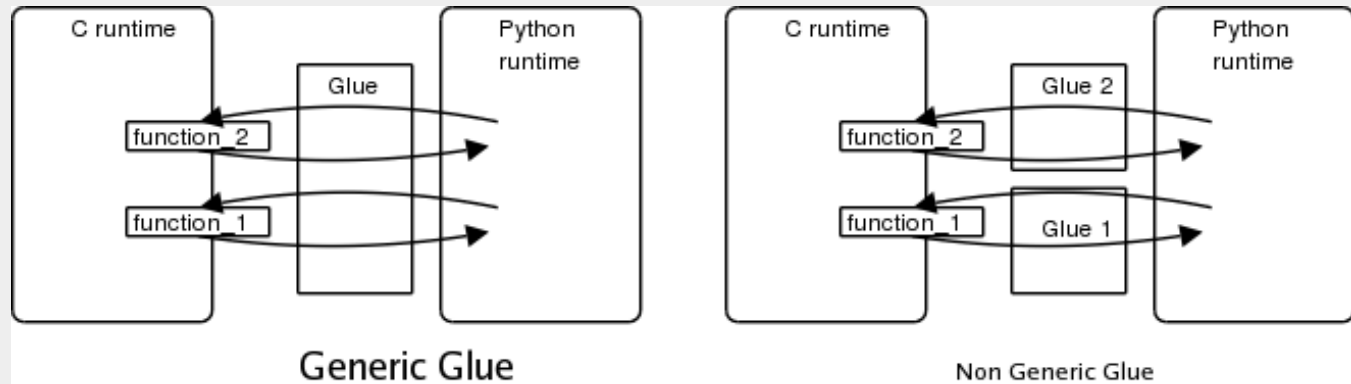 C runtime
Python
runtime
Glue
function_2
function_1
Generic Glue
C runtime
Python
runtime
Glue 2
function_2
function_1
Glue 1
Non Generic Glue